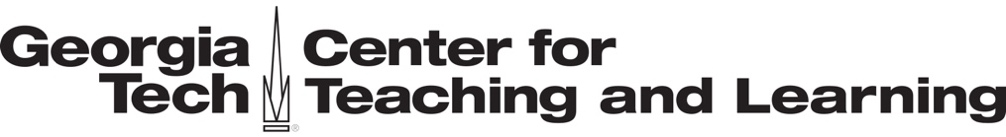 Georgia Tech
Center for
Teaching and Learning
®